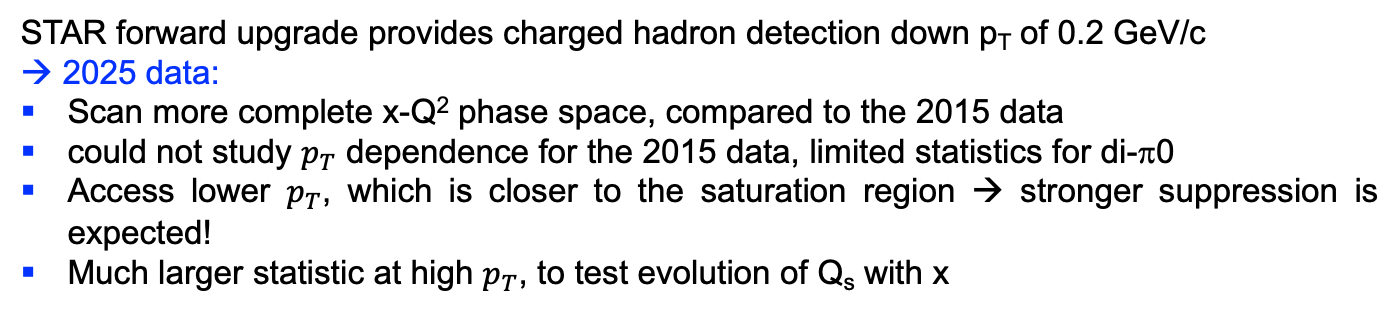 STAR forward upgrade provides charged hadron detection down pT of 0.2 GeV/c
→ 2025 data:
▪ Scan more complete x-Q² phase space, compared to the 2015 data
▪ could not study pT dependence for the 2015 data, limited statistics for di-π0
▪ Access lower pT, which is closer to the saturation region → stronger suppression is
expected!
▪ Much larger statistic at high pT, to test evolution of Qs with x